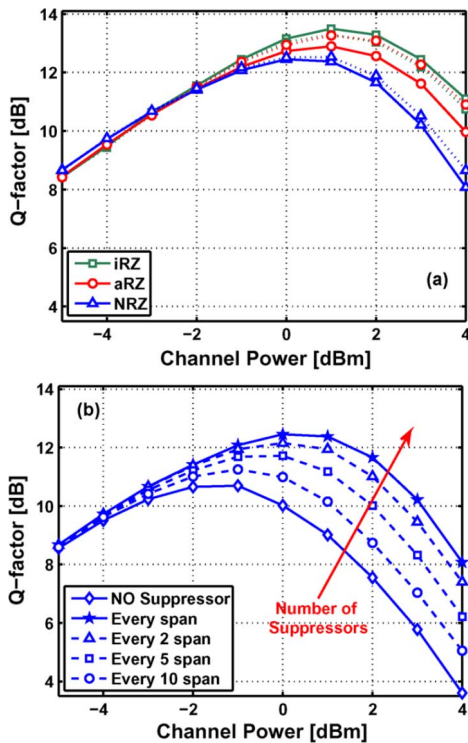 14
12
10
8
6
4
Q−factor [dB]
iRZ
aRZ
NRZ
(a)
−4
−2
0
2
4
Channel Power [dBm]
14
12
10
8
6
4
Q−factor [dB]
(b)
NO Suppressor
Every span
Every 2 span
Every 5 span
Every 10 span
Number of
Suppressors
−4
−2
0
2
4
Channel Power [dBm]